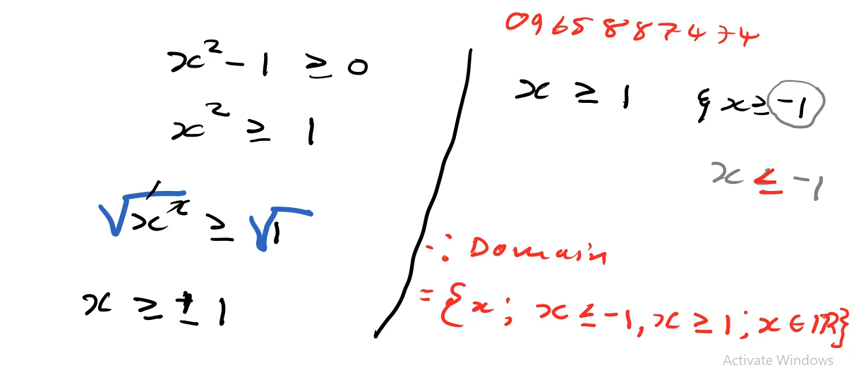 x² - 1 ≥ 0
x² ≥ 1
√x² ≥ √1
x ≥ ± 1
0965887474
x ≥ 1 & x ≥ -1
x ≤ -1
∴ Domain
= {x; x ≤ -1, x ≥ 1; x ∈ ℝ}
Activate Windows